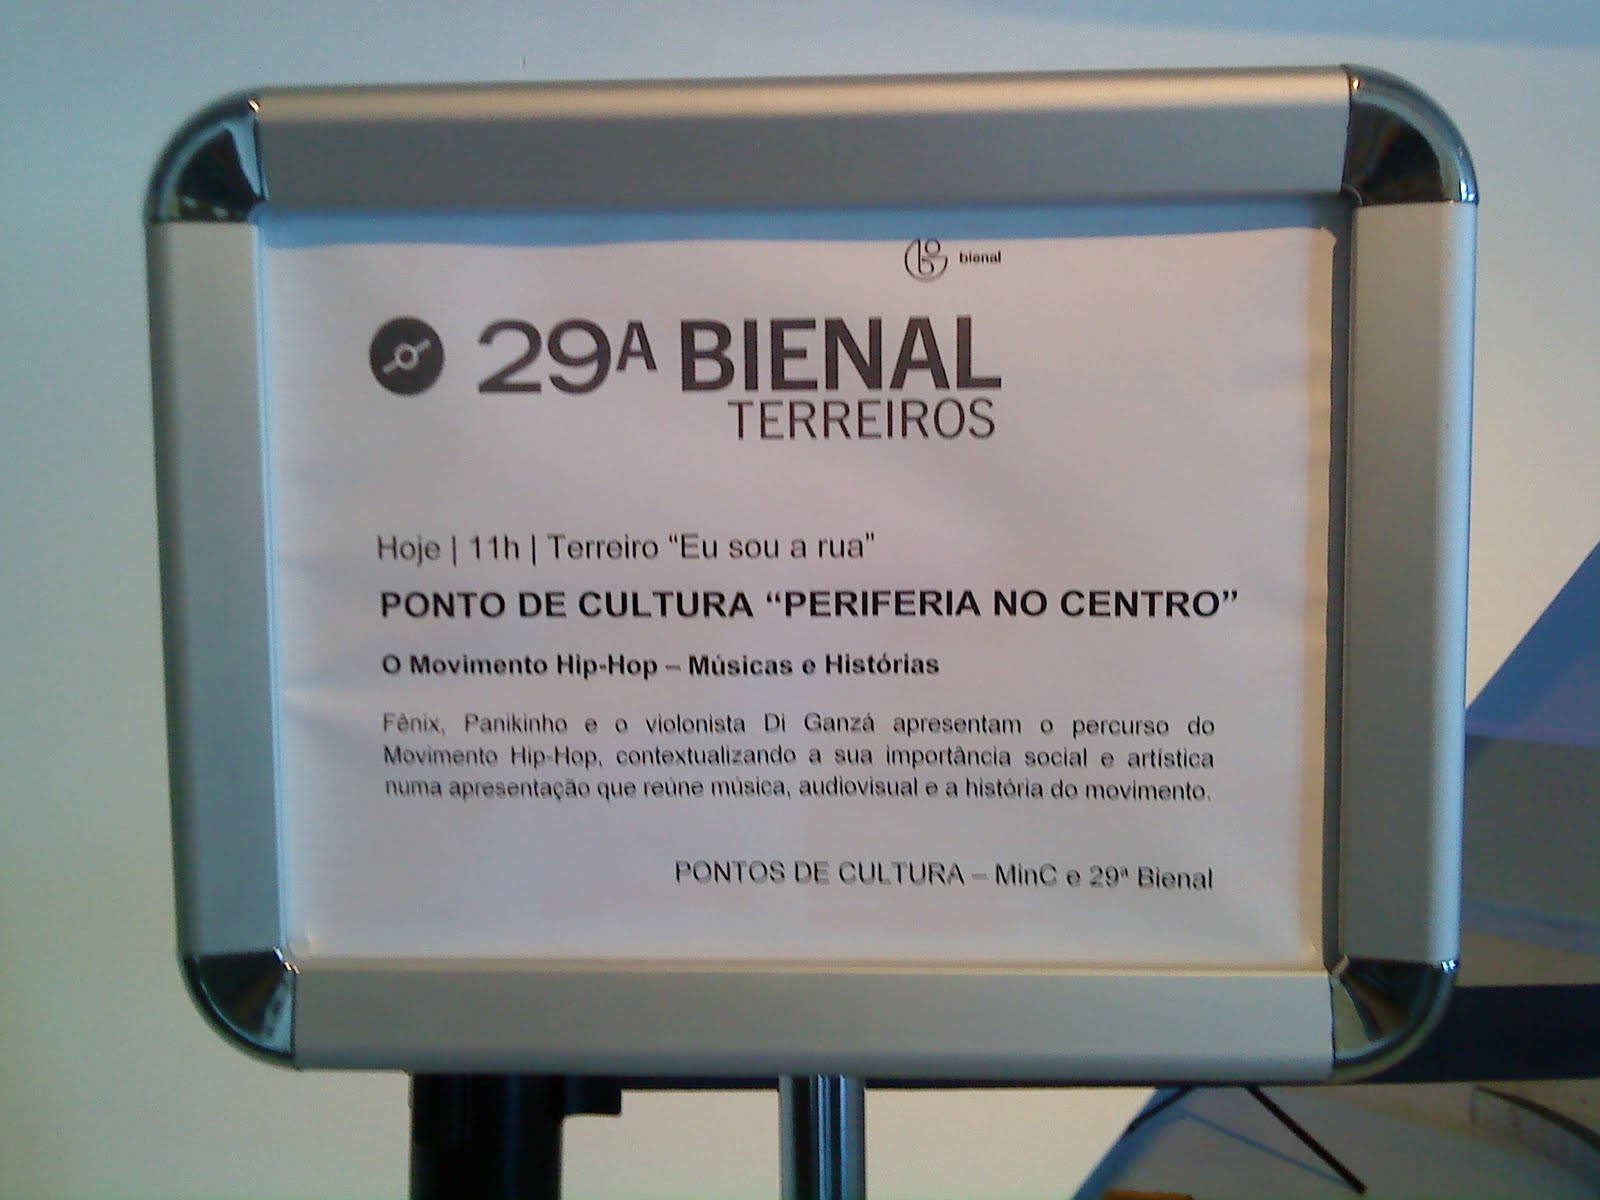 bienal
29A BIENAL
TERREIROS
Hoje | 11h | Terreiro “Eu sou a rua”
PONTO DE CULTURA “PERIFERIA NO CENTRO”
O Movimento Hip-Hop – Músicas e Histórias
Fênix, Panikinho e o violonista Di Ganzá apresentam o percurso do
Movimento Hip-Hop, contextualizando a sua importância social e artística
numa apresentação que reúne música, audiovisual e a história do movimento.
PONTOS DE CULTURA – MinC e 29ª Bienal